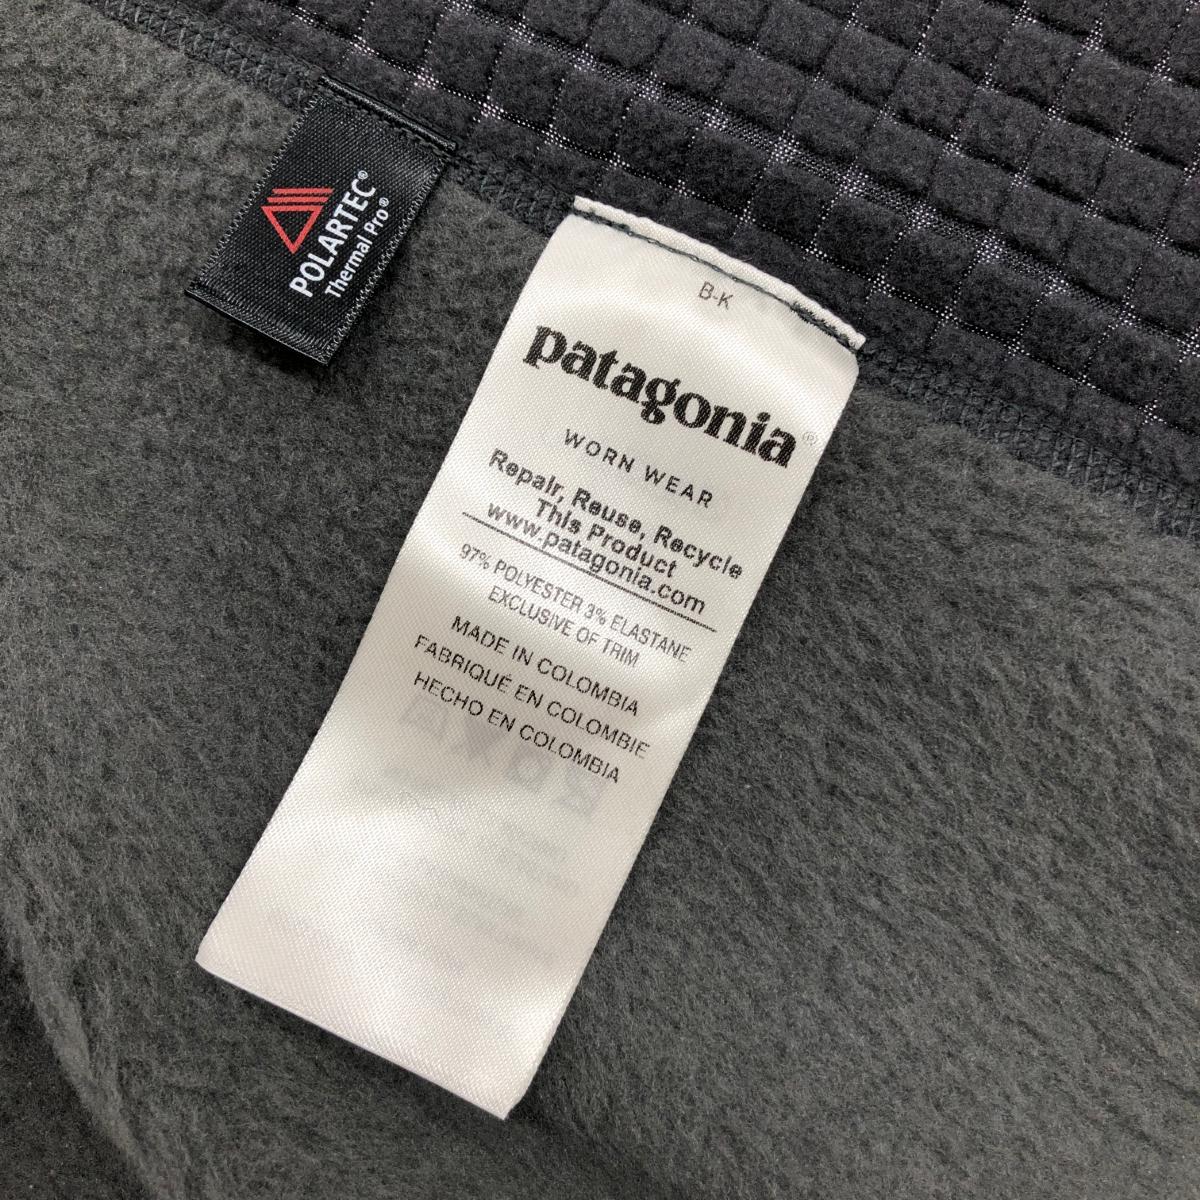 POLARTEC®
Thermal Pro®
B-K
patagonia®
WORN WEAR
Repair, Reuse, Recycle
This Product
www.patagonia.com
97% POLYESTER 3% ELASTANE
EXCLUSIVE OF TRIM
MADE IN COLOMBIA
FABRIQUÉ EN COLOMBIE
HECHO EN COLOMBIA